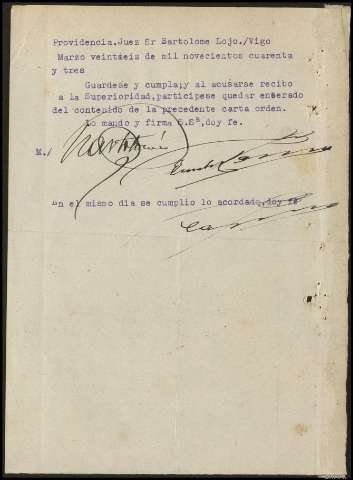 Providencia.Juez Sr Bartolome Lojo./Vigo
Marzo veintiseis de mil novecientos cuarenta
y tres
Guardese y cumpla;y al acusarse recibo
a la Superioridad,participese quedar enterado
del contenido de la precedente carta orden.
Lo mando y firma S.Sª,doy fe.
M./
En el mismo dia se cumplio lo acordado,doy fe